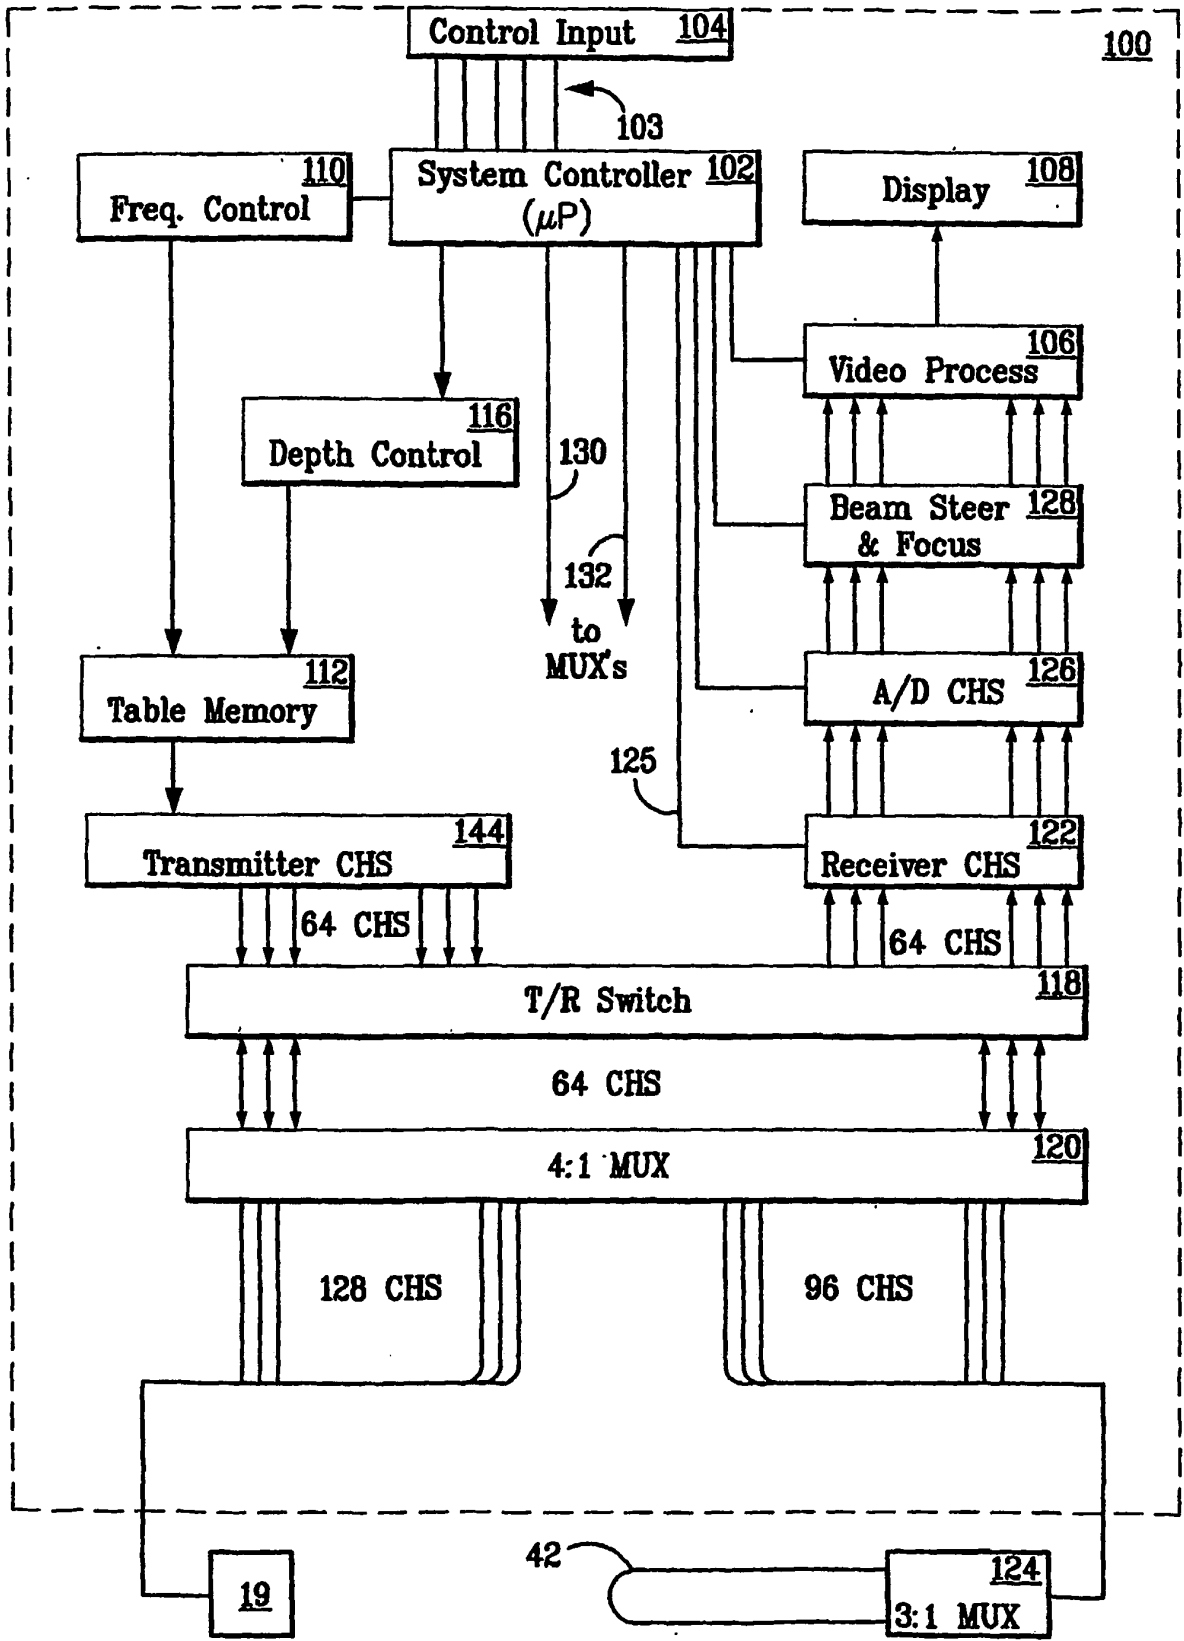 Control Input 104
100
103
110
Freq. Control
System Controller 102
(μP)
108
Display
106
Video Process
116
Depth Control
130
128
Beam Steer
& Focus
132
to
MUX's
112
Table Memory
126
A/D CHS
125
144
Transmitter CHS
122
Receiver CHS
64 CHS
64 CHS
118
T/R Switch
64 CHS
120
4:1 MUX
128 CHS
96 CHS
42
19
124
3:1 MUX